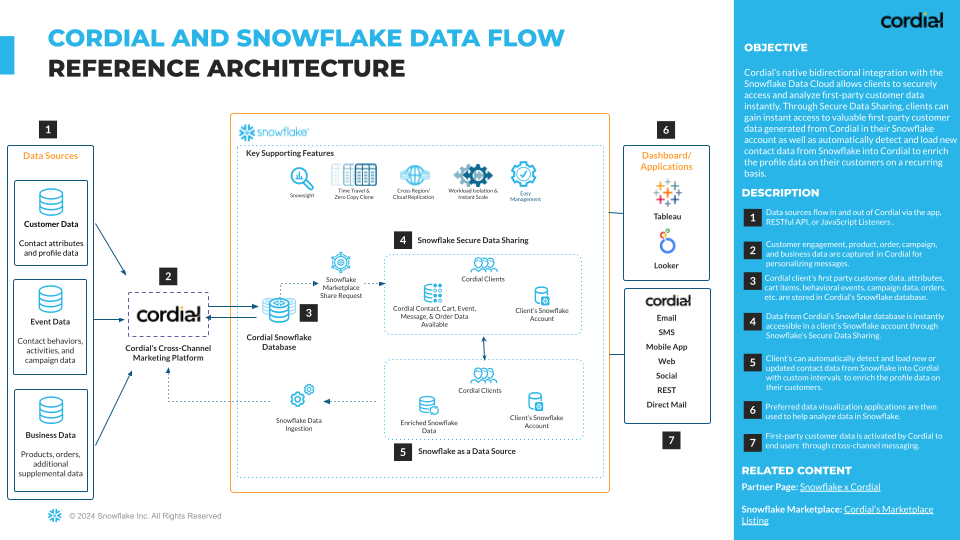 CORDIAL AND SNOWFLAKE DATA FLOW
REFERENCE ARCHITECTURE
1
Data Sources
Customer Data
Contact attributes
and profile data
Event Data
Contact behaviors,
activities, and
campaign data
Business Data
Products, orders,
additional
supplemental data
2
cordial
Cordial's Cross-Channel
Marketing Platform
snowflake®
Key Supporting Features
Snowsight
Time Travel &
Zero Copy Clone
Cross Region/
Cloud Replication
Workload Isolation &
Instant Scale
Easy
Management
4
Snowflake Secure Data Sharing
Snowflake
Marketplace
Share Request
3
Cordial Snowflake
Database
Cordial Clients
Cordial Contact, Cart, Event,
Message, & Order Data
Available
Client's Snowflake
Account
Snowflake Data
Ingestion
Cordial Clients
Enriched Snowflake
Data
Client's Snowflake
Account
5
Snowflake as a Data Source
6
Dashboard/
Applications
Tableau
Looker
cordial
Email
SMS
Mobile App
Web
Social
REST
Direct Mail
7
© 2024 Snowflake Inc. All Rights Reserved
cordial
OBJECTIVE
Cordial's native bidirectional integration with the
Snowflake Data Cloud allows clients to securely
access and analyze first-party customer data
instantly. Through Secure Data Sharing, clients can
gain instant access to valuable first-party customer
data generated from Cordial in their Snowflake
account as well as automatically detect and load new
contact data from Snowflake into Cordial to enrich
the profile data on their customers on a recurring
basis.
DESCRIPTION
1
Data sources flow in and out of Cordial via the app,
RESTful API, or JavaScript Listeners .
2
Customer engagement, product, order, campaign,
and business data are captured in Cordial for
personalizing messages.
3
Cordial client's first party customer data, attributes,
cart items, behavioral events, campaign data, orders,
etc. are stored in Cordial's Snowflake database.
4
Data from Cordial's Snowflake database is instantly
accessible in a client's Snowflake account through
Snowflake's Secure Data Sharing.
5
Client's can automatically detect and load new or
updated contact data from Snowflake into Cordial
with custom intervals to enrich the profile data on
their customers.
6
Preferred data visualization applications are then
used to help analyze data in Snowflake.
7
First-party customer data is activated by Cordial to
end users through cross-channel messaging.
RELATED CONTENT
Partner Page: Snowflake x Cordial
Snowflake Marketplace: Cordial's Marketplace
Listing